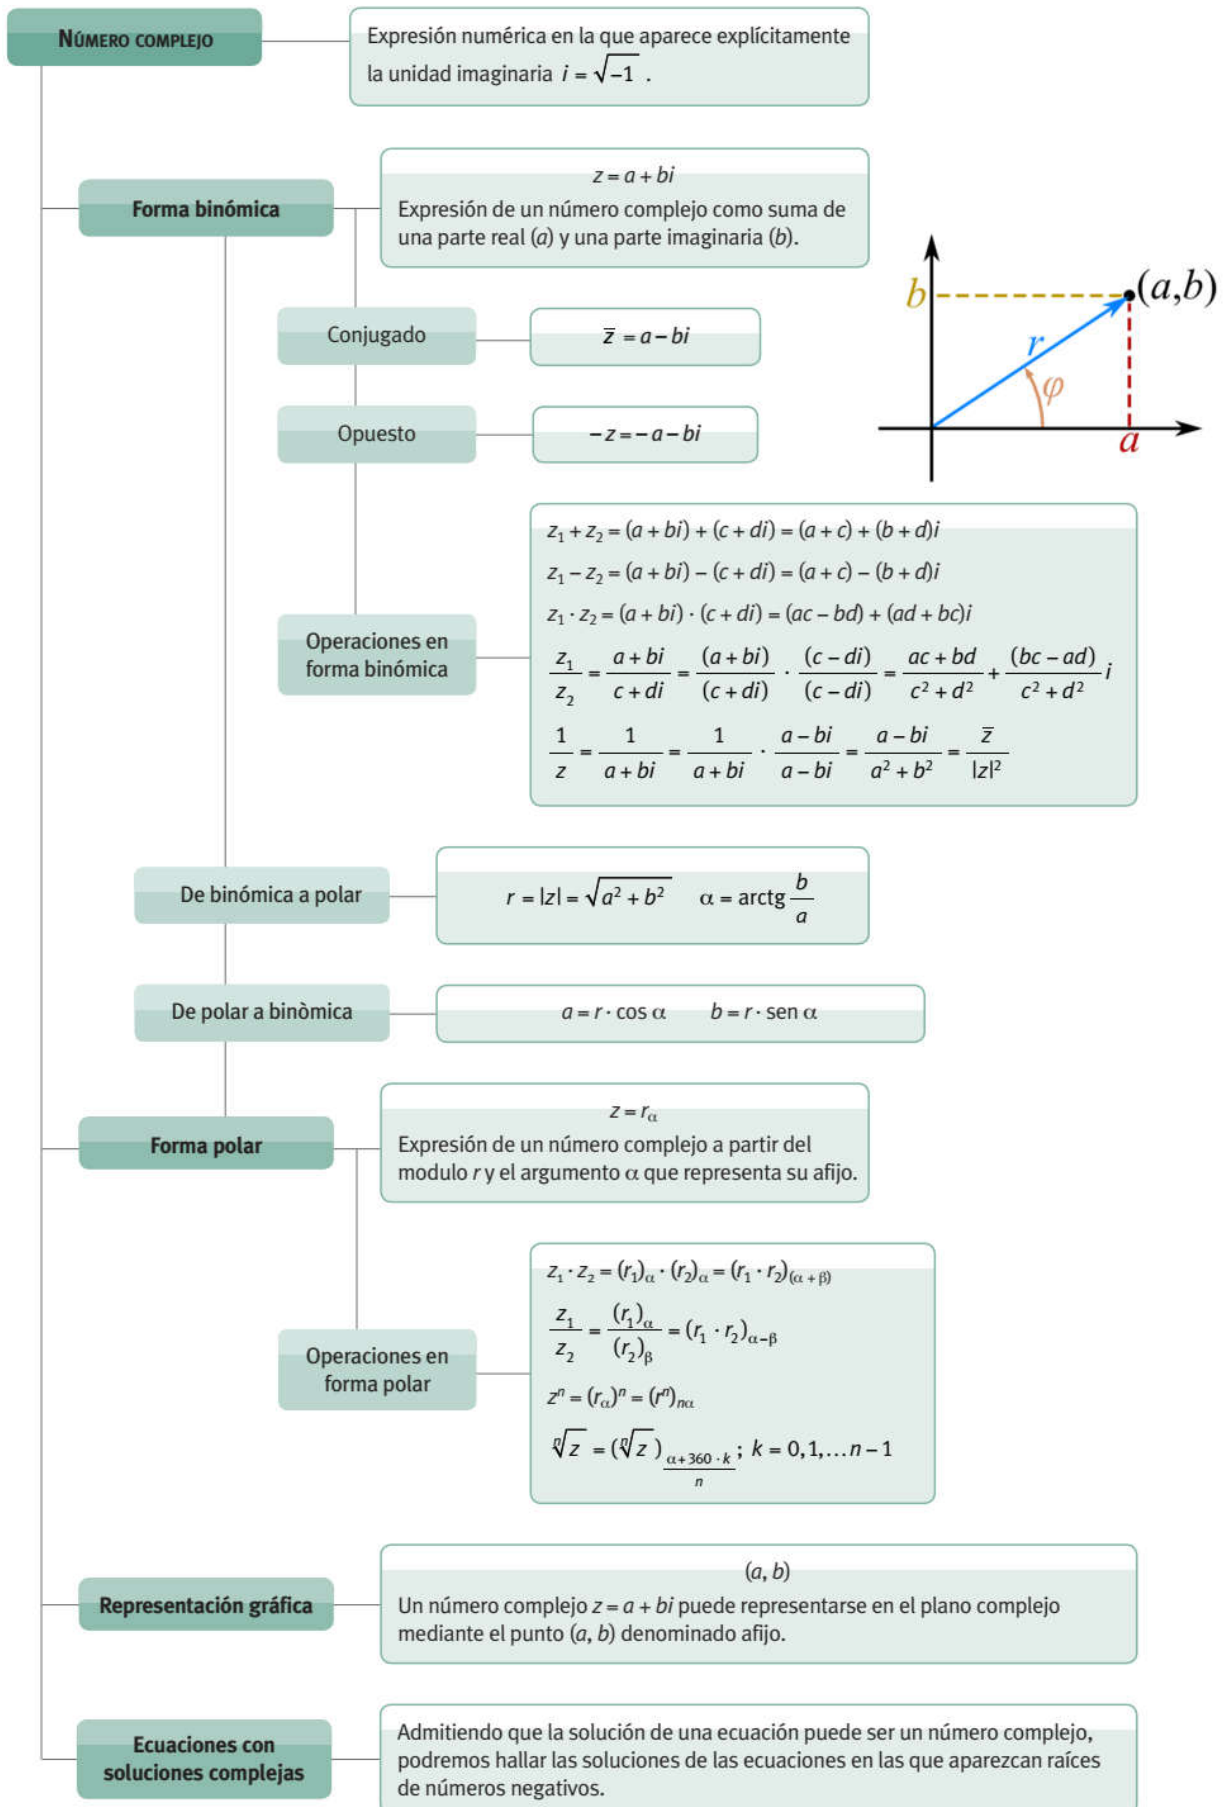 NÚMERO COMPLEJO
Expresión numérica en la que aparece explícitamente
la unidad imaginaria i = √−1 .
Forma binómica
z = a + bi
Expresión de un número complejo como suma de
una parte real (a) y una parte imaginaria (b).
b
(a,b)
r
φ
a
Conjugado
z̅ = a − bi
Opuesto
−z = −a − bi
Operaciones en
forma binómica
z₁ + z₂ = (a + bi) + (c + di) = (a + c) + (b + d)i
z₁ − z₂ = (a + bi) − (c + di) = (a + c) − (b + d)i
z₁ · z₂ = (a + bi) · (c + di) = (ac − bd) + (ad + bc)i
z₁/z₂ = (a + bi)/(c + di) = (a + bi)/(c + di) · (c − di)/(c − di) = (ac + bd)/(c² + d²) + (bc − ad)/(c² + d²) i
1/z = 1/(a + bi) = 1/(a + bi) · (a − bi)/(a − bi) = (a − bi)/(a² + b²) = z̅/|z|²
De binómica a polar
r = |z| = √(a² + b²) α = arctg b/a
De polar a binòmica
a = r · cos α b = r · sen α
Forma polar
z = r_α
Expresión de un número complejo a partir del
modulo r y el argumento α que representa su afijo.
Operaciones en
forma polar
z₁ · z₂ = (r₁)_α · (r₂)_α = (r₁ · r₂)_(α + β)
z₁/z₂ = (r₁)_α/(r₂)_β = (r₁ · r₂)_α−β
zⁿ = (r_α)ⁿ = (rⁿ)_nα
ⁿ√z = (ⁿ√z)_(α+360 · k)/n ; k = 0, 1,… n − 1
Representación gráfica
(a, b)
Un número complejo z = a + bi puede representarse en el plano complejo
mediante el punto (a, b) denominado afijo.
Ecuaciones con
soluciones complejas
Admitiendo que la solución de una ecuación puede ser un número complejo,
podremos hallar las soluciones de las ecuaciones en las que aparezcan raíces
de números negativos.